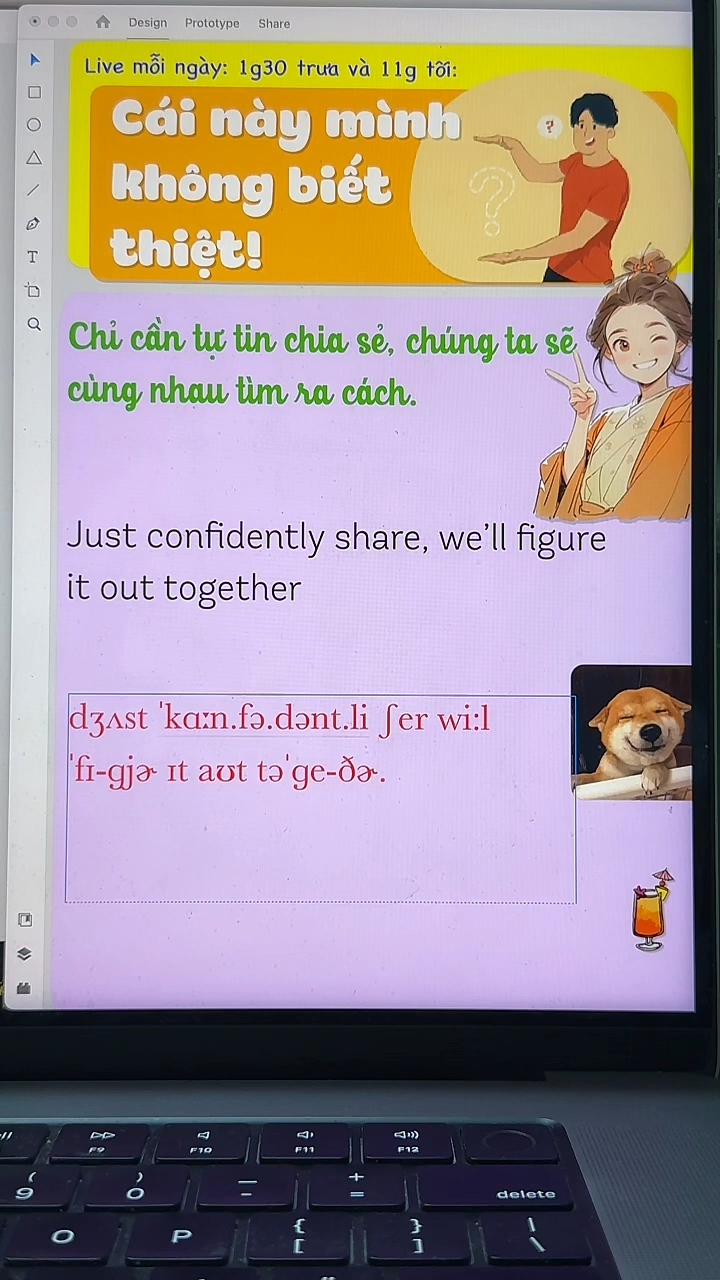 Design Prototype Share
Live mỗi ngày: 1g30 trưa và 11g tối:
Cái này mình
không biết
thiệt!
?
Chỉ cần tự tin chia sẻ, chúng ta sẽ
cùng nhau tìm ra cách.
Just confidently share, we'll figure
it out together
dʒʌst ˈkɑːn.fə.dənt.li ʃer wi:l
ˈfɪ-gjɚ ɪt aʊt təˈge-ðɚ.
T
F9 F10 F11 F12
( 9 ) 0 _ - + = delete
O P { [ } ] | \